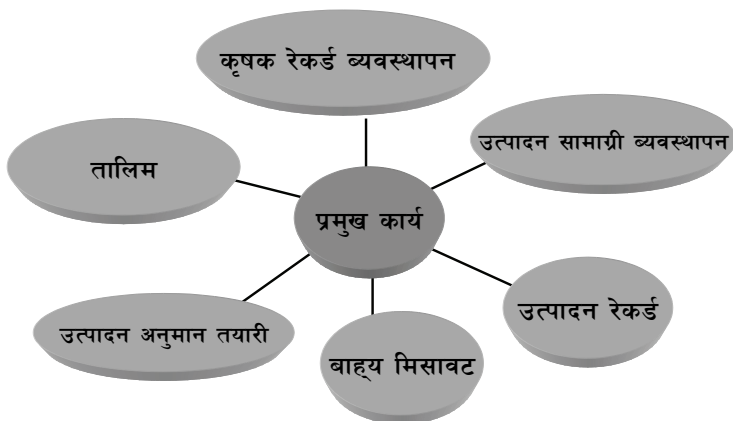 कृषक रेकर्ड ब्यवस्थापन
उत्पादन सामाग्री ब्यवस्थापन
तालिम
प्रमुख कार्य
उत्पादन रेकर्ड
उत्पादन अनुमान तयारी
बाह्य मिसावट